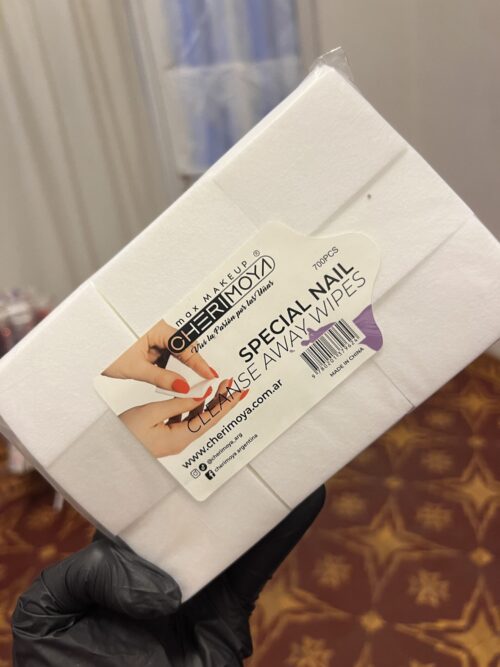 max MAKEUP ®
CHERIMOYA
Viví la Pasión por las Uñas
700PCS
SPECIAL NAIL
CLEANSE AWAY WIPES
MADE IN CHINA
www.cherimoya.com.ar
@cherimoya.arg
cherimoya argentina